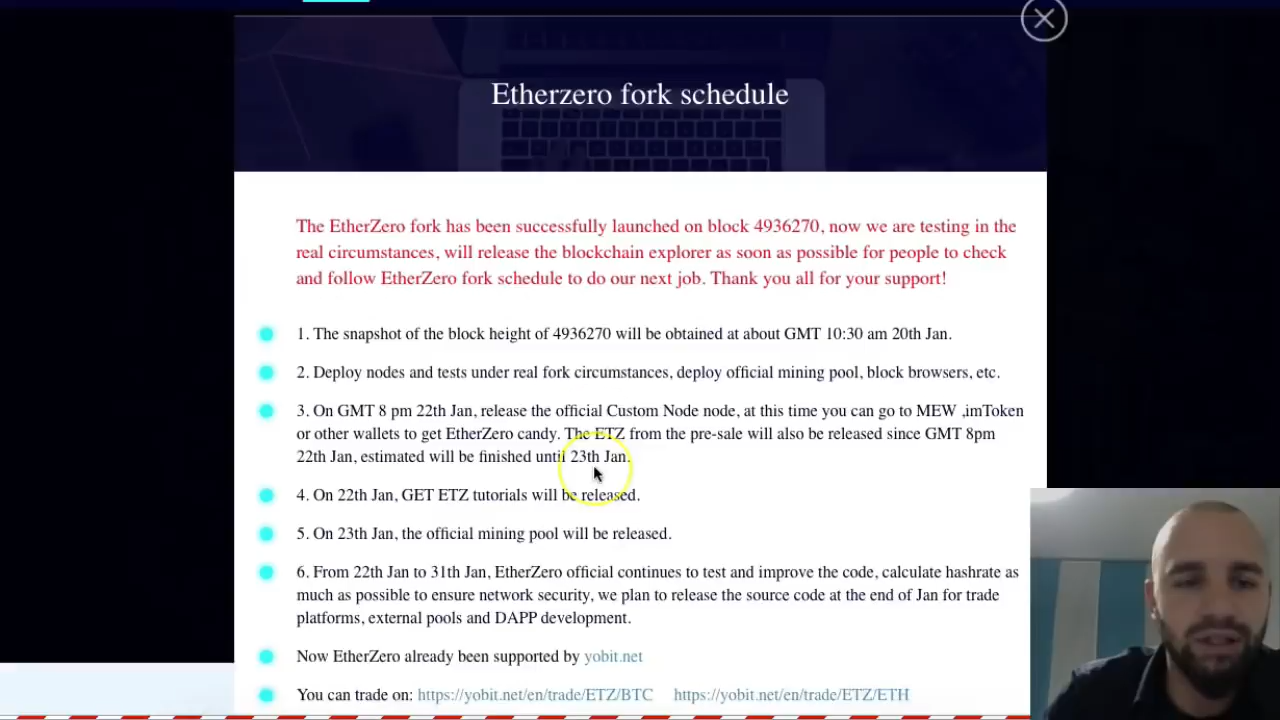 Etherzero fork schedule
The EtherZero fork has been successfully launched on block 4936270, now we are testing in the
real circumstances, will release the blockchain explorer as soon as possible for people to check
and follow EtherZero fork schedule to do our next job. Thank you all for your support!
1. The snapshot of the block height of 4936270 will be obtained at about GMT 10:30 am 20th Jan.
2. Deploy nodes and tests under real fork circumstances, deploy official mining pool, block browsers, etc.
3. On GMT 8 pm 22th Jan, release the official Custom Node node, at this time you can go to MEW ,imToken
or other wallets to get EtherZero candy. The ETZ from the pre-sale will also be released since GMT 8pm
22th Jan, estimated will be finished until 23th Jan.
4. On 22th Jan, GET ETZ tutorials will be released.
5. On 23th Jan, the official mining pool will be released.
6. From 22th Jan to 31th Jan, EtherZero official continues to test and improve the code, calculate hashrate as
much as possible to ensure network security, we plan to release the source code at the end of Jan for trade
platforms, external pools and DAPP development.
Now EtherZero already been supported by yobit.net
You can trade on: https://yobit.net/en/trade/ETZ/BTC https://yobit.net/en/trade/ETZ/ETH